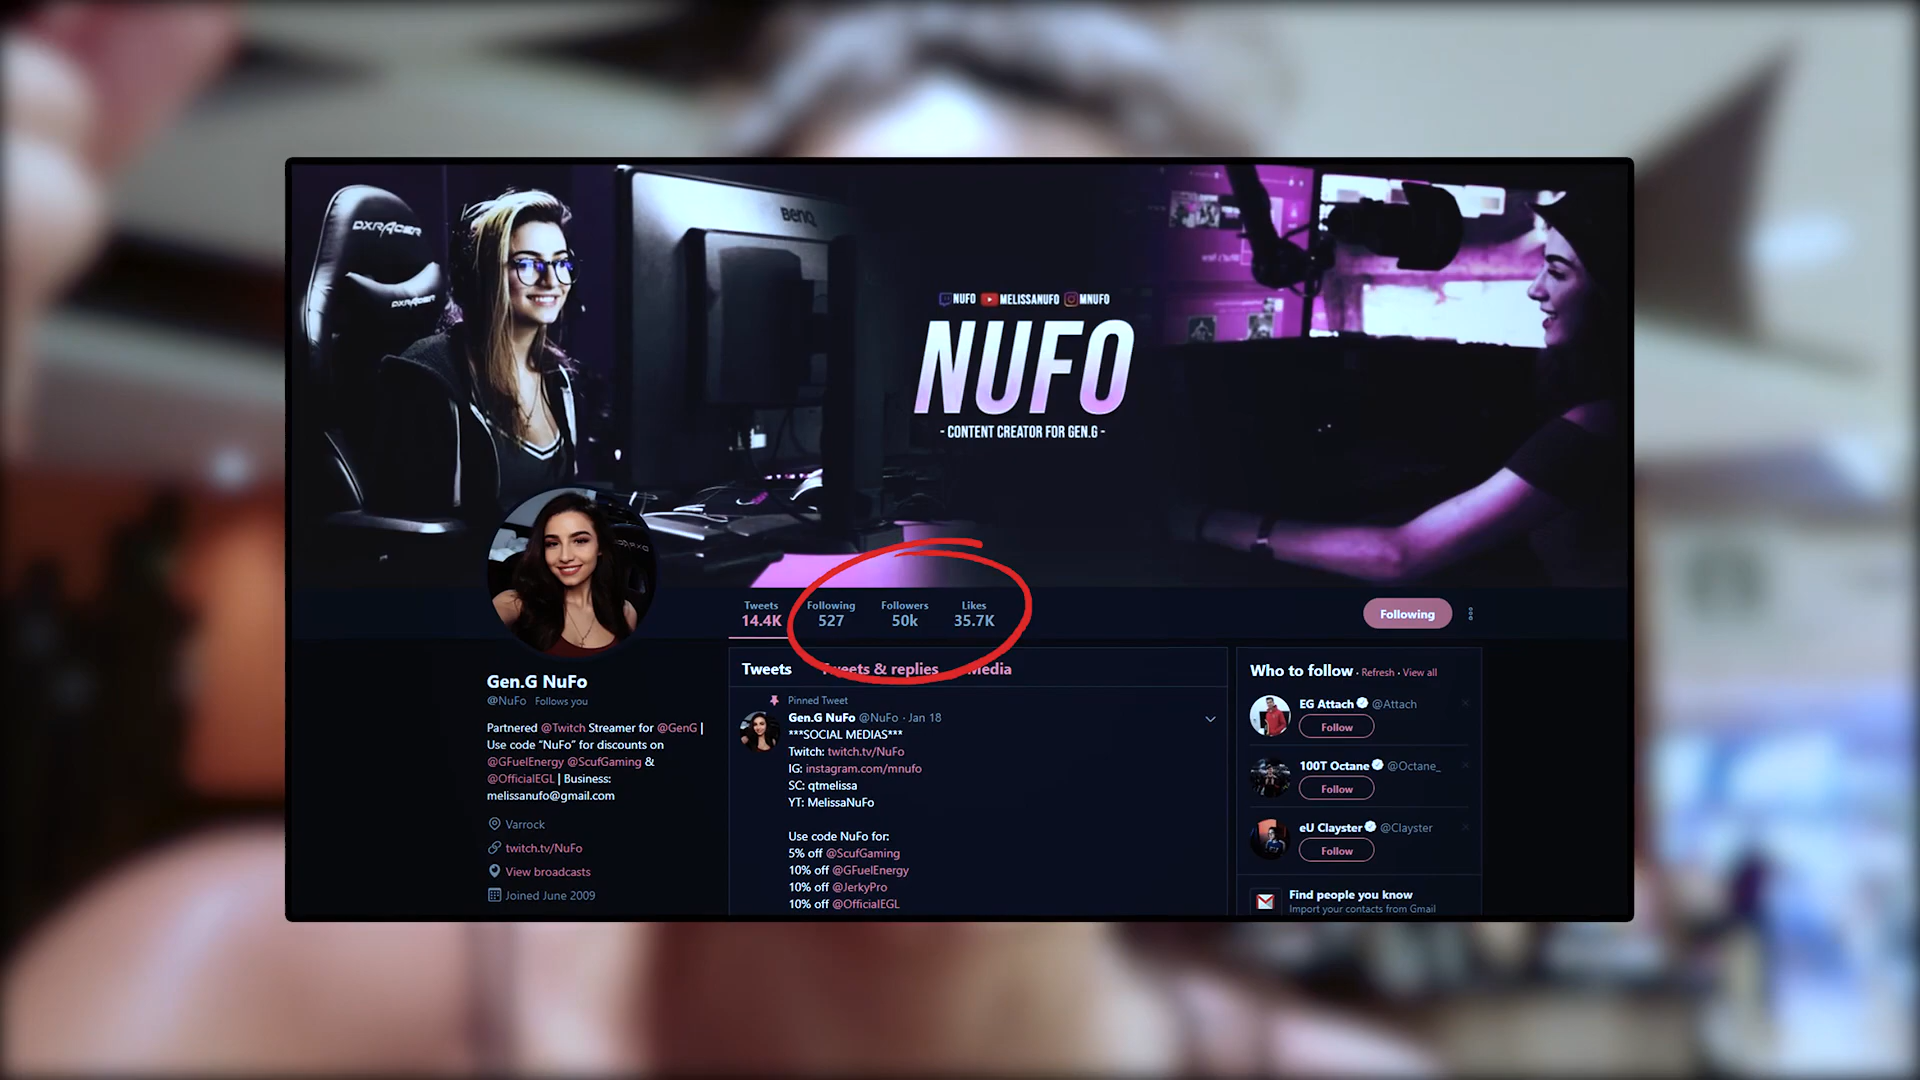 DXRACER
DXRACER
BenQ
NUFO MELISSANUFO MNUFO
NUFO
- CONTENT CREATOR FOR GEN.G -
Tweets Following Followers Likes
14.4K 527 50k 35.7K
Following
Gen.G NuFo
@NuFo Follows you
Partnered @Twitch Streamer for @GenG |
Use code "NuFo" for discounts on
@GFuelEnergy @ScufGaming &
@OfficialEGL | Business:
melissanufo@gmail.com
Varrock
twitch.tv/NuFo
View broadcasts
Joined June 2009
Tweets Tweets & replies Media
Pinned Tweet
Gen.G NuFo @NuFo · Jan 18
***SOCIAL MEDIAS***
Twitch: twitch.tv/NuFo
IG: instagram.com/mnufo
SC: qtmelissa
YT: MelissaNuFo
Use code NuFo for:
5% off @ScufGaming
10% off @GFuelEnergy
10% off @JerkyPro
10% off @OfficialEGL
Who to follow · Refresh · View all
EG Attach @Attach
Follow
100T Octane @Octane_
Follow
eU Clayster @Clayster
Follow
Find people you know
Import your contacts from Gmail